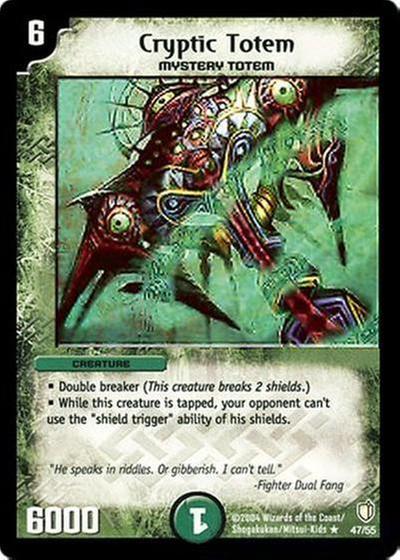 6
Cryptic Totem
MYSTERY TOTEM
CREATURE
▪ Double breaker (This creature breaks 2 shields.)
▪ While this creature is tapped, your opponent can't
use the "shield trigger" ability of his shields.
"He speaks in riddles. Or gibberish. I can't tell."
-Fighter Dual Fang
6000
1
©2004 Wizards of the Coast/
Shogakukan/Mitsui-Kids ★ 47/55